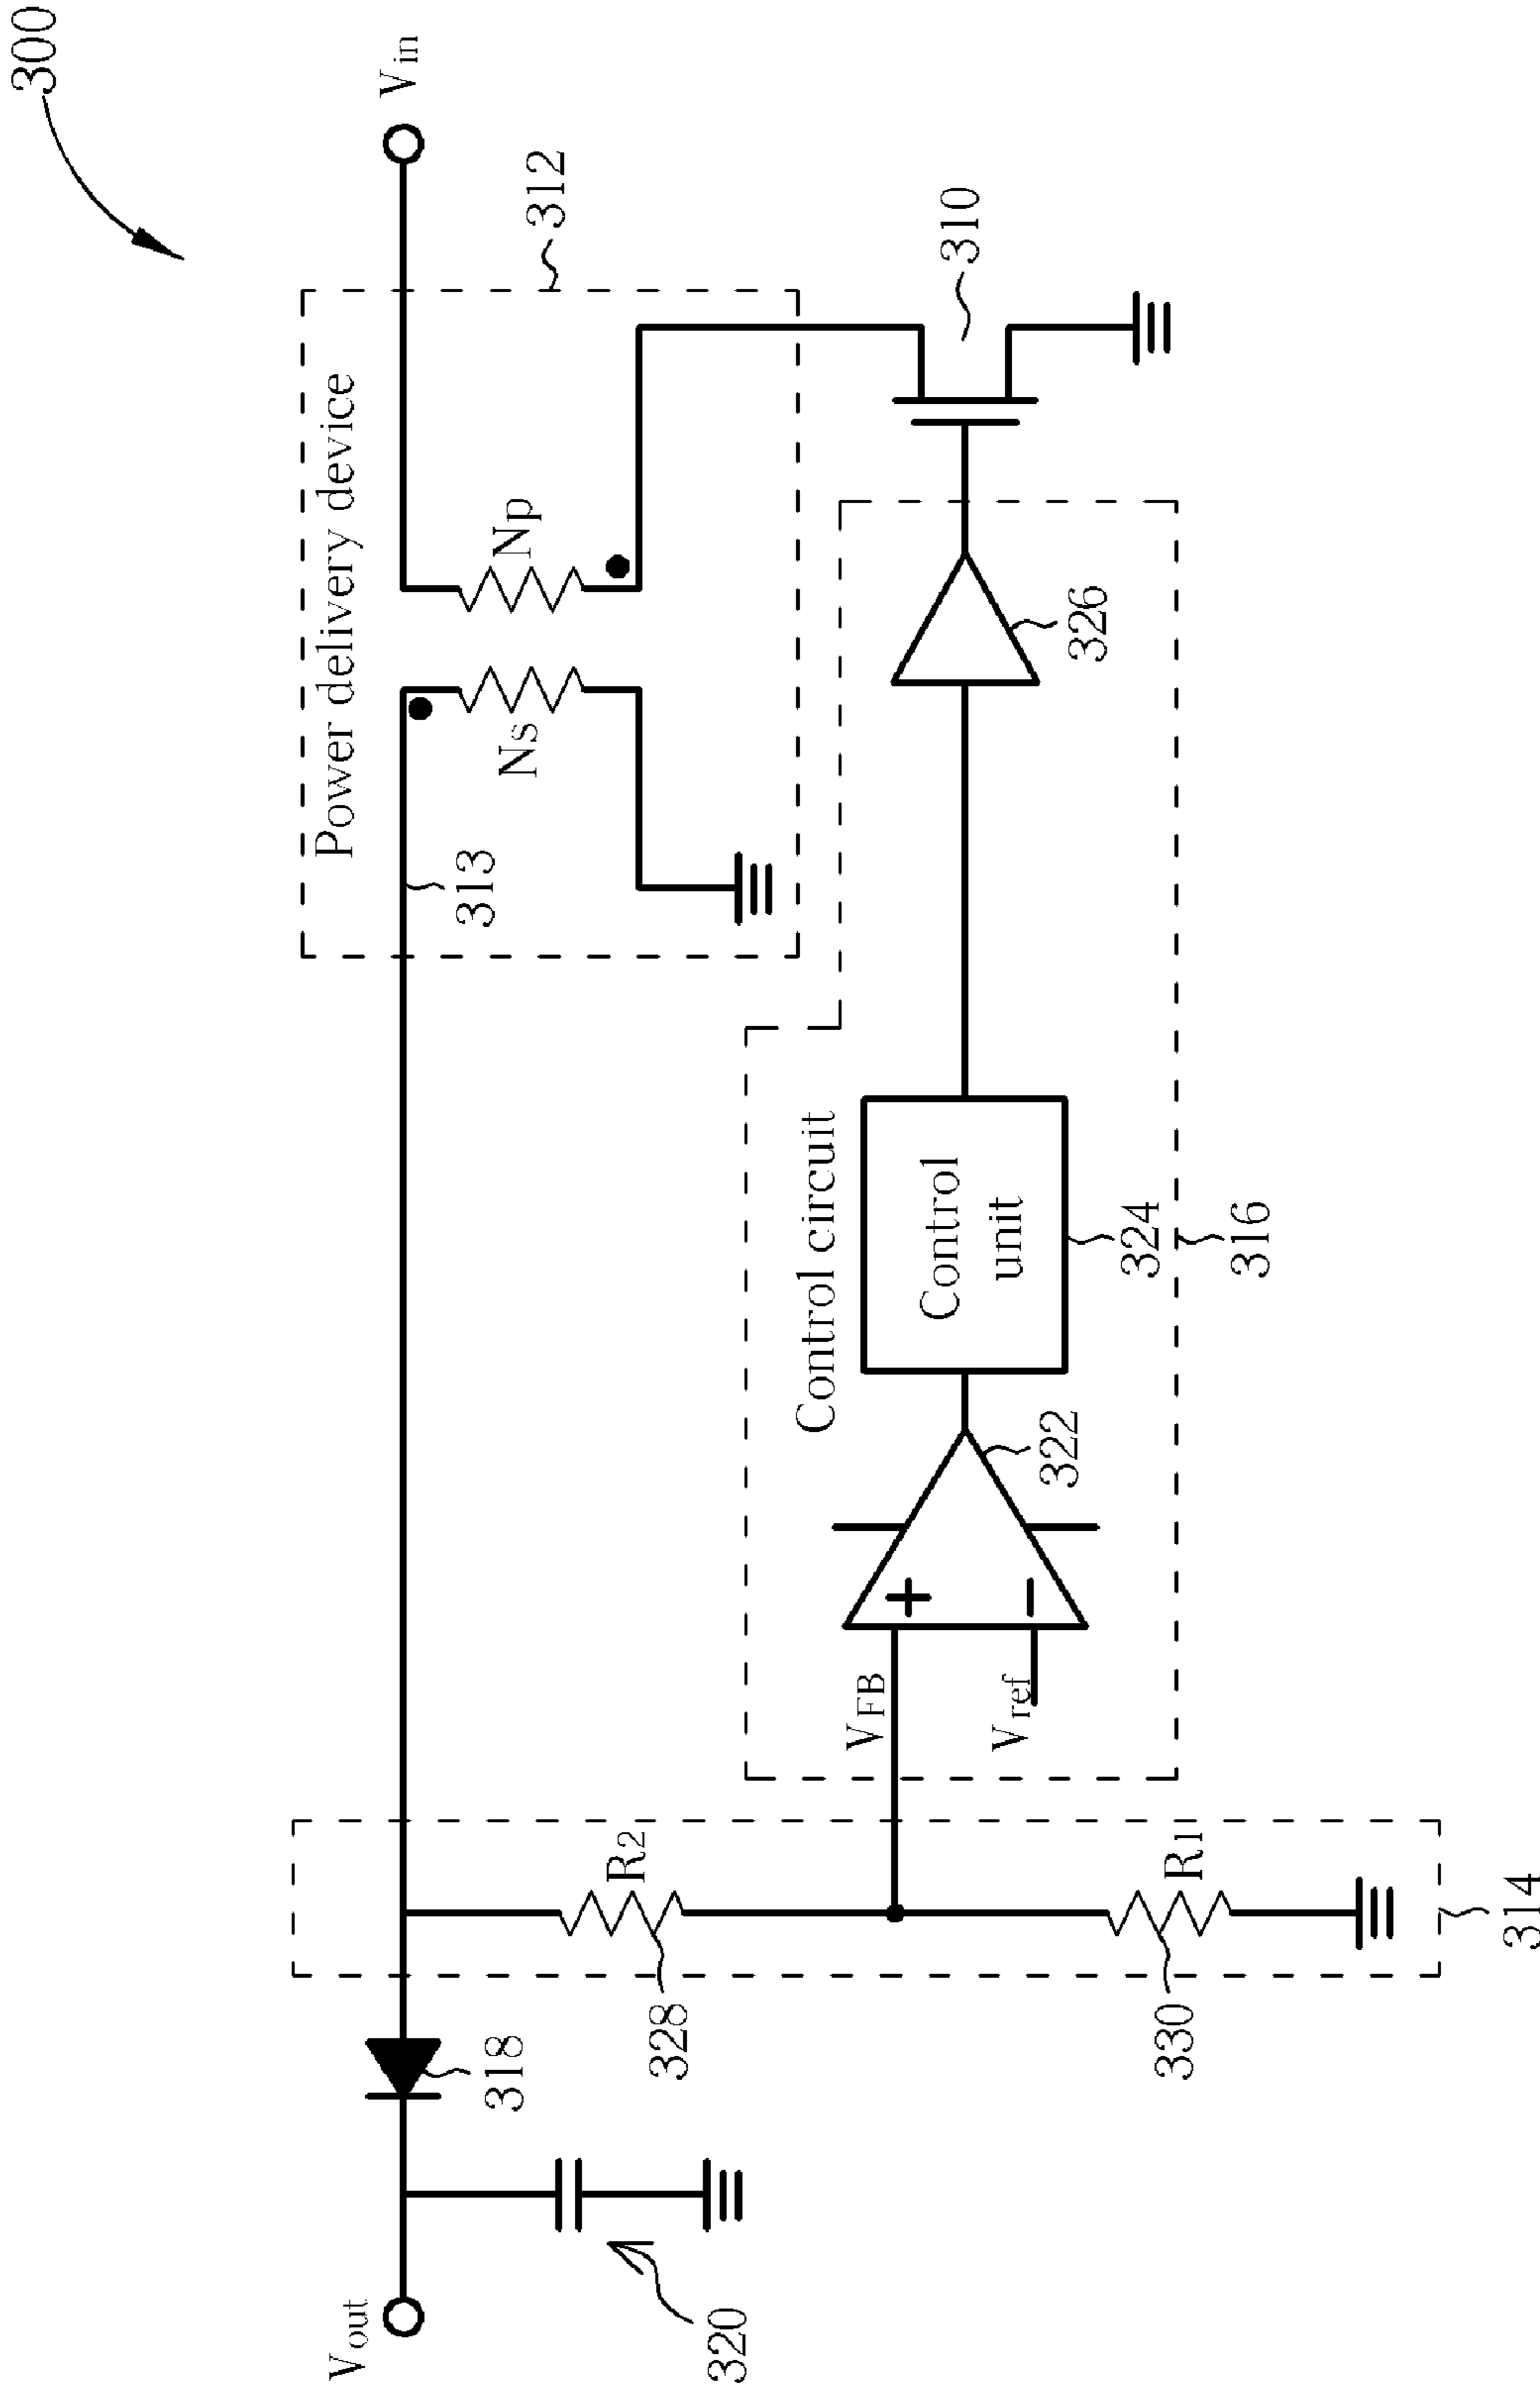 300
Vout
320
318
328
R2
330
R1
314
VFB
Vref
322
Control circuit
Control
unit
324
316
326
313
Power delivery device
Ns
Np
312
310
Vin